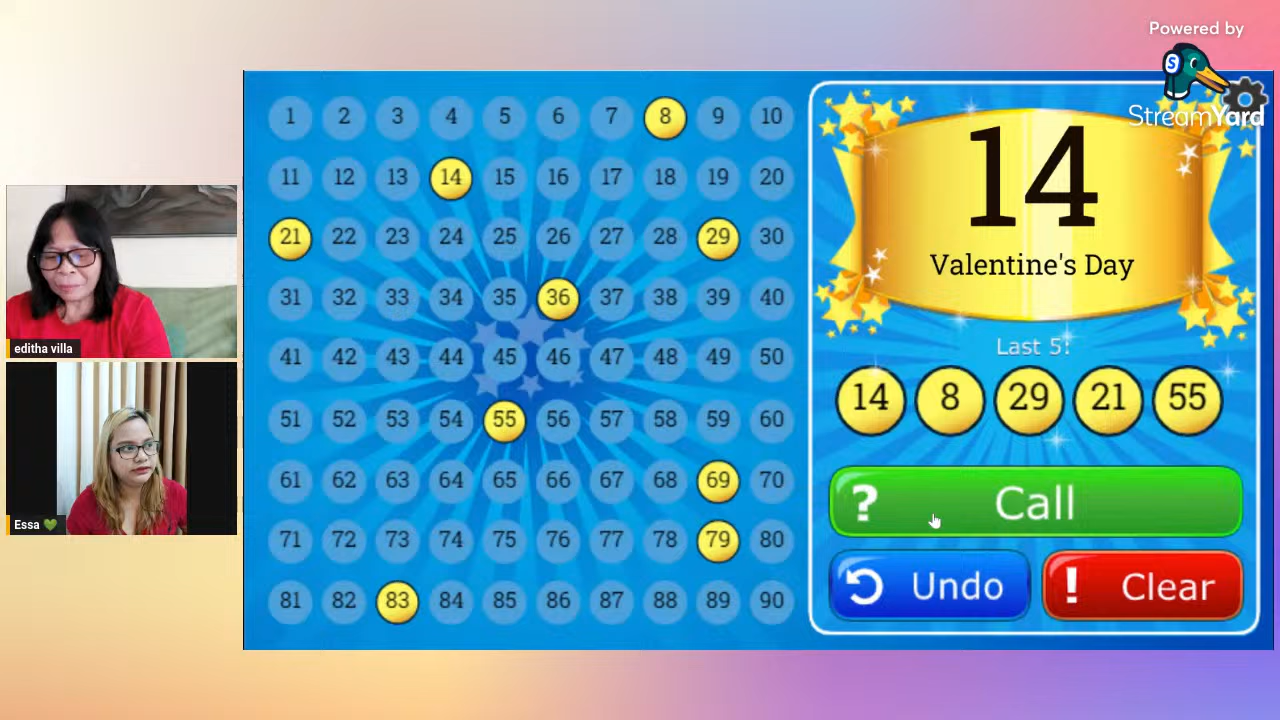 Powered by
StreamYard
1 2 3 4 5 6 7 8 9 10
11 12 13 14 15 16 17 18 19 20
21 22 23 24 25 26 27 28 29 30
31 32 33 34 35 36 37 38 39 40
41 42 43 44 45 46 47 48 49 50
51 52 53 54 55 56 57 58 59 60
61 62 63 64 65 66 67 68 69 70
71 72 73 74 75 76 77 78 79 80
81 82 83 84 85 86 87 88 89 90
14
Valentine's Day
Last 5:
14 8 29 21 55
? Call
Undo
! Clear
editha villa
Essa 💚